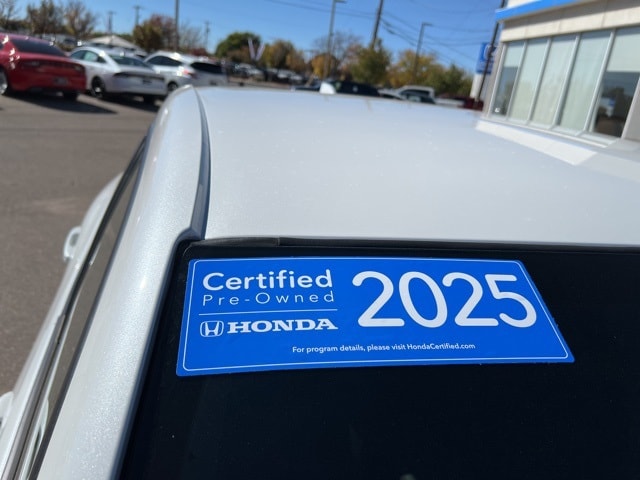 Certified
Pre-Owned
HONDA
2025
For program details, please visit HondaCertified.com.